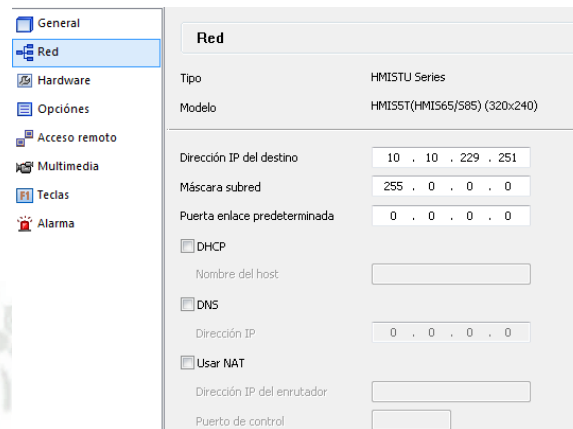 General
Red
Hardware
Opciónes
Acceso remoto
Multimedia
F1 Teclas
Alarma
Red
Tipo HMISTU Series
Modelo HMIS5T(HMIS65/S85) (320x240)
Dirección IP del destino 10 . 10 . 229 . 251
Máscara subred 255 . 0 . 0 . 0
Puerta enlace predeterminada 0 . 0 . 0 . 0
DHCP
Nombre del host
DNS
Dirección IP 0 . 0 . 0 . 0
Usar NAT
Dirección IP del enrutador
Puerto de control